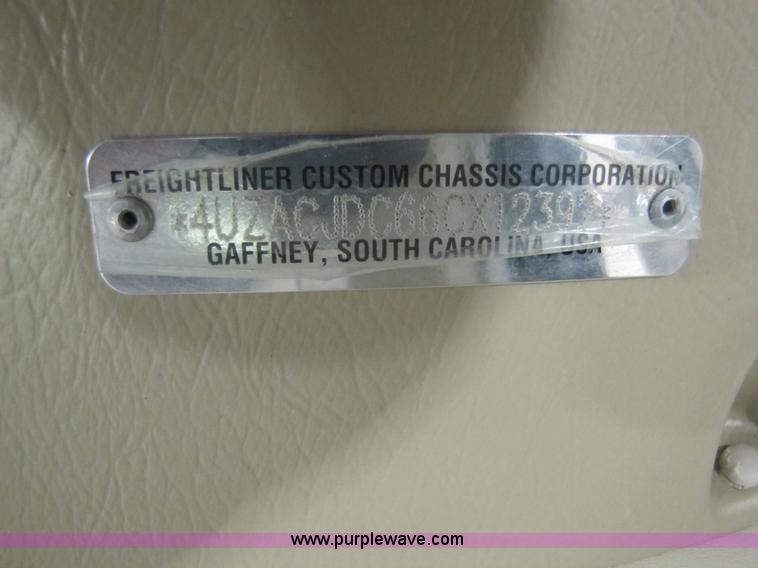 FREIGHTLINER CUSTOM CHASSIS CORPORATION
*4UZACJDC66CX12392*
GAFFNEY, SOUTH CAROLINA, USA
www.purplewave.com